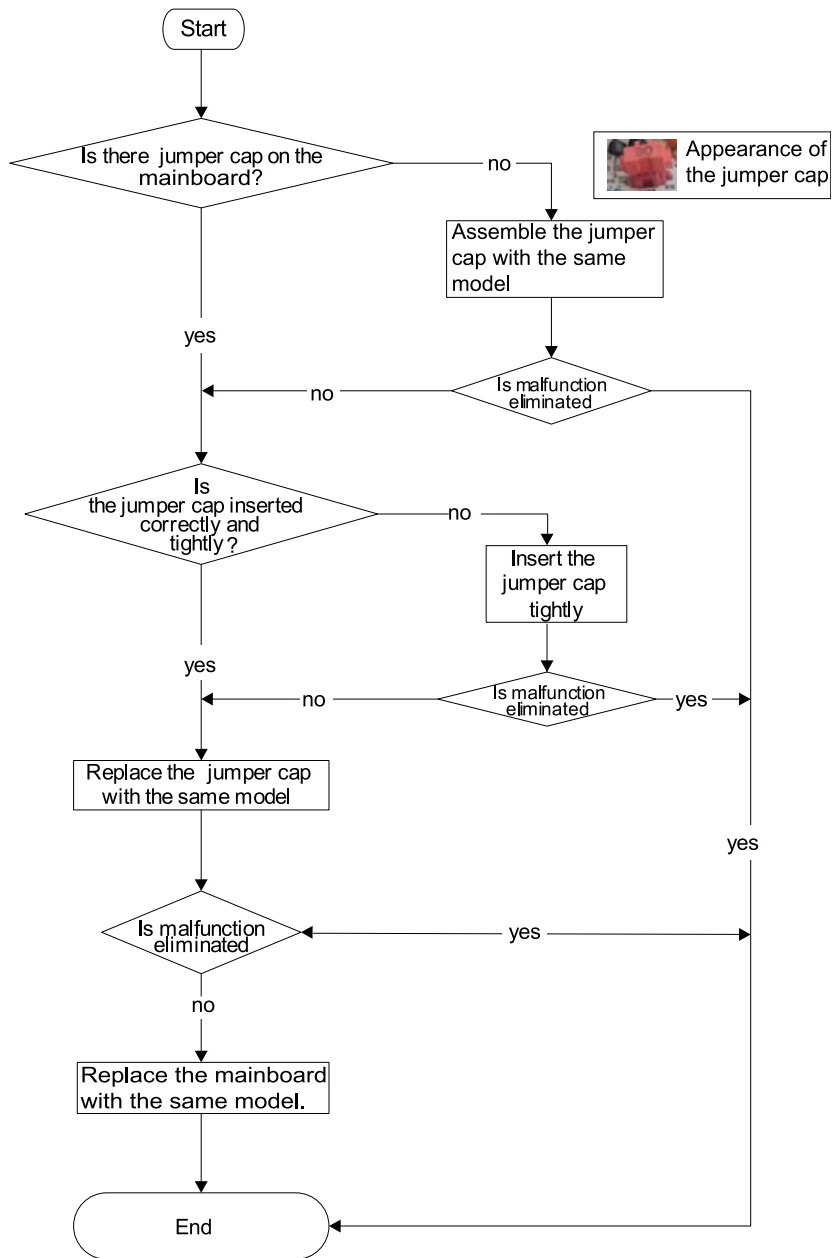 Start
Is there jumper cap on the
mainboard?
no
Appearance of
the jumper cap
Assemble the jumper
cap with the same
model
yes
Is malfunction
eliminated
no
Is
the jumper cap inserted
correctly and
tightly?
no
Insert the
jumper cap
tightly
yes
Is malfunction
eliminated
no
yes
Replace the jumper cap
with the same model
yes
Is malfunction
eliminated
yes
no
Replace the mainboard
with the same model.
End